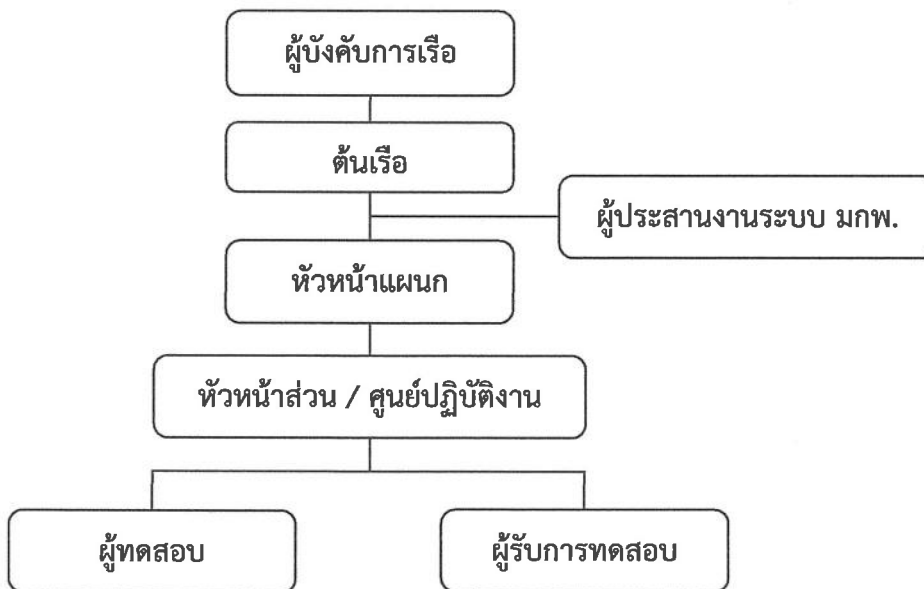 ผู้บังคับการเรือ
ต้นเรือ
ผู้ประสานงานระบบ มกพ.
หัวหน้าแผนก
หัวหน้าส่วน / ศูนย์ปฏิบัติงาน
ผู้ทดสอบ
ผู้รับการทดสอบ